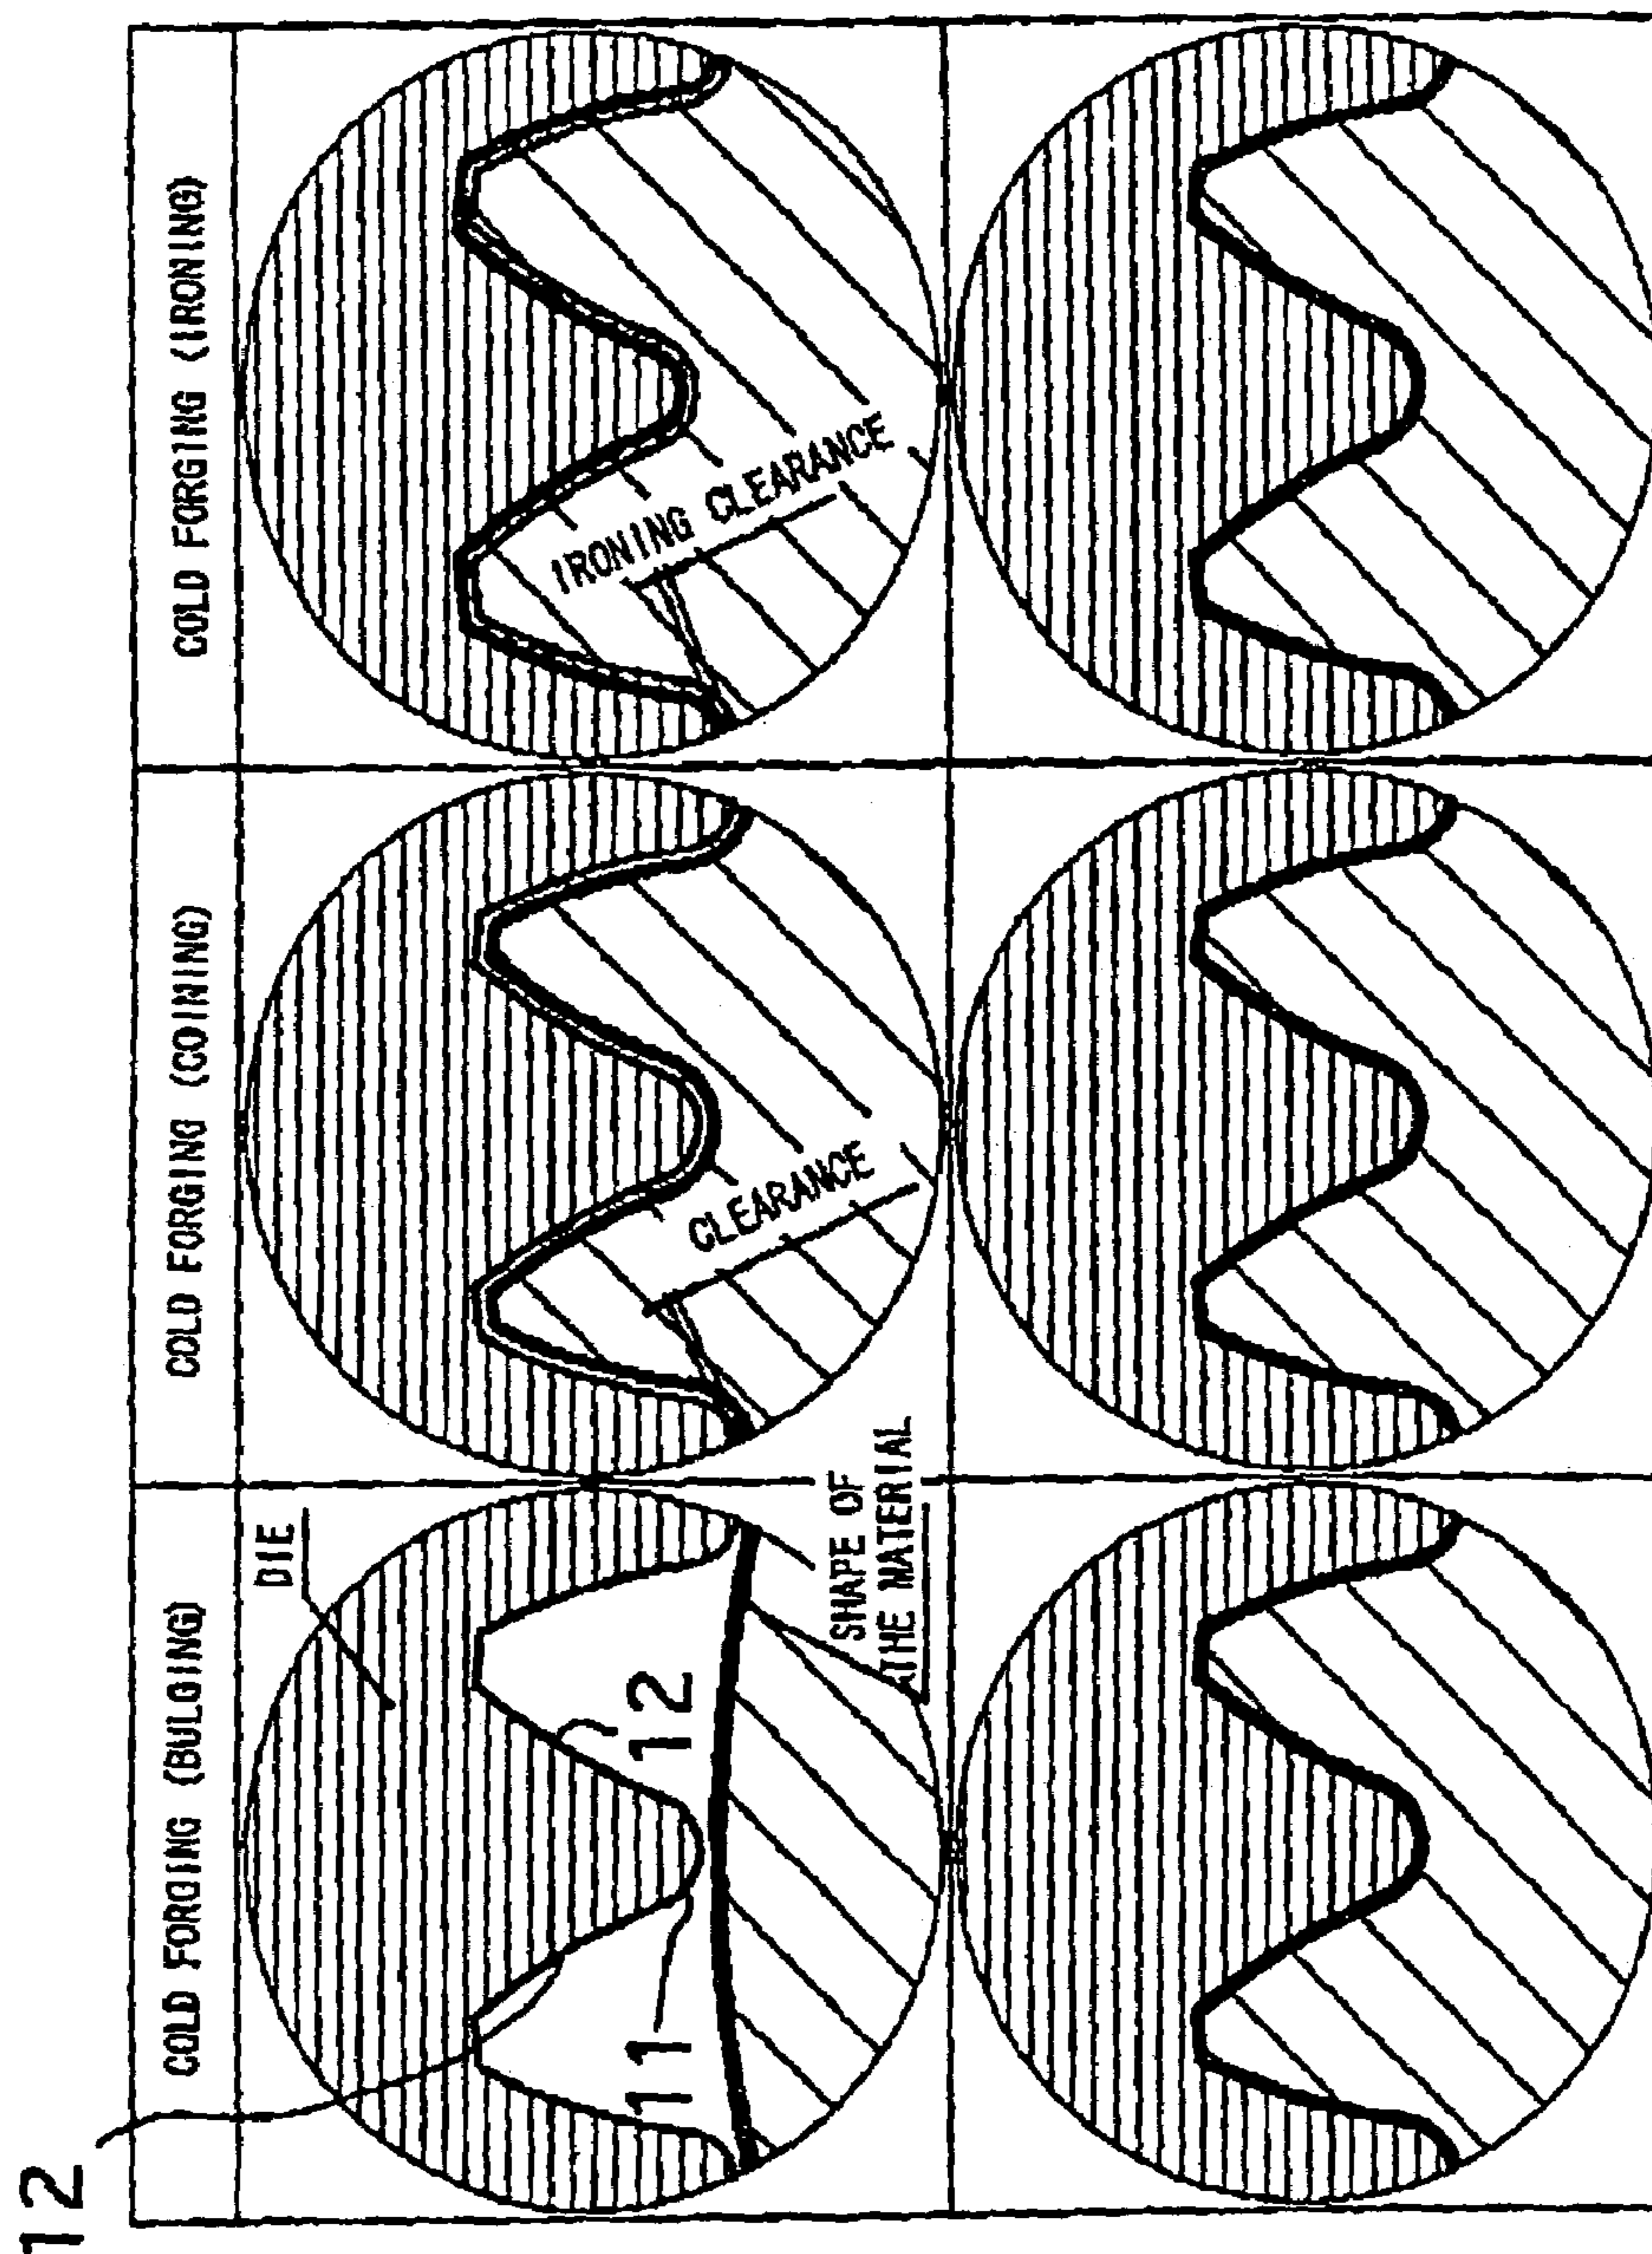 12
COLD FORGING (BULGING)
COLD FORGING (COINING)
COLD FORGING (IRONING)
DIE
11
12
SHAPE OF
THE MATERIAL
CLEARANCE
IRONING CLEARANCE